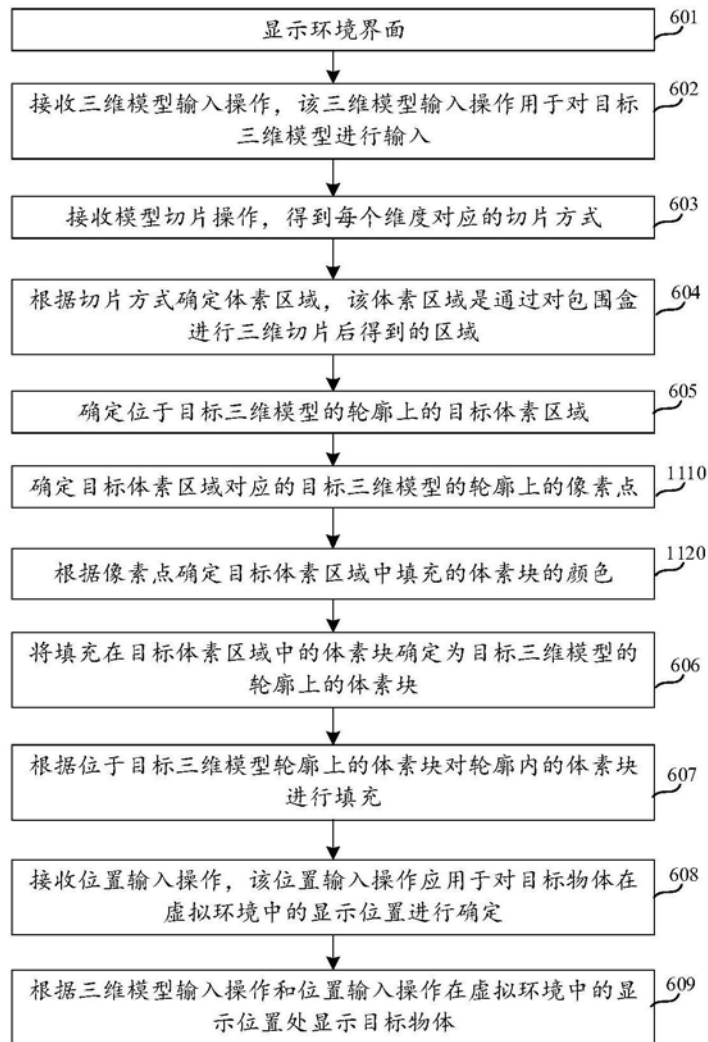 显示环境界面
601
接收三维模型输入操作，该三维模型输入操作用于对目标
三维模型进行输入
602
接收模型切片操作，得到每个维度对应的切片方式
603
根据切片方式确定体素区域，该体素区域是通过对包围盒
进行三维切片后得到的区域
604
确定位于目标三维模型的轮廓上的目标体素区域
605
确定目标体素区域对应的目标三维模型的轮廓上的像素点
1110
根据像素点确定目标体素区域中填充的体素块的颜色
1120
将填充在目标体素区域中的体素块确定为目标三维模型的
轮廓上的体素块
606
根据位于目标三维模型轮廓上的体素块对轮廓内的体素块
进行填充
607
接收位置输入操作，该位置输入操作应用于对目标物体在
虚拟环境中的显示位置进行确定
608
根据三维模型输入操作和位置输入操作在虚拟环境中的显
示位置处显示目标物体
609